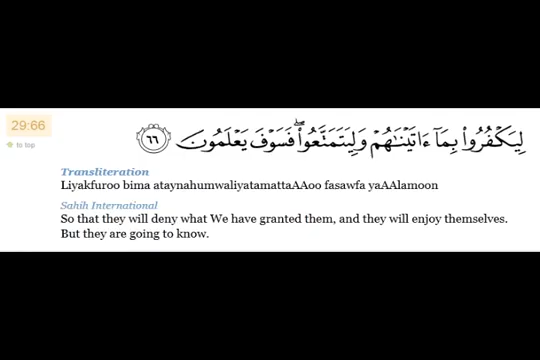 29:66
to top
لِيَكْفُرُوا۟ بِمَآ ءَاتَيْنَـٰهُمْ وَلِيَتَمَتَّعُوا۟ ۖ فَسَوْفَ يَعْلَمُونَ ٦٦
Transliteration
Liyakfuroo bima ataynahumwaliyatamattaAAoo fasawfa yaAAlamoon
Sahih International
So that they will deny what We have granted them, and they will enjoy themselves.
But they are going to know.